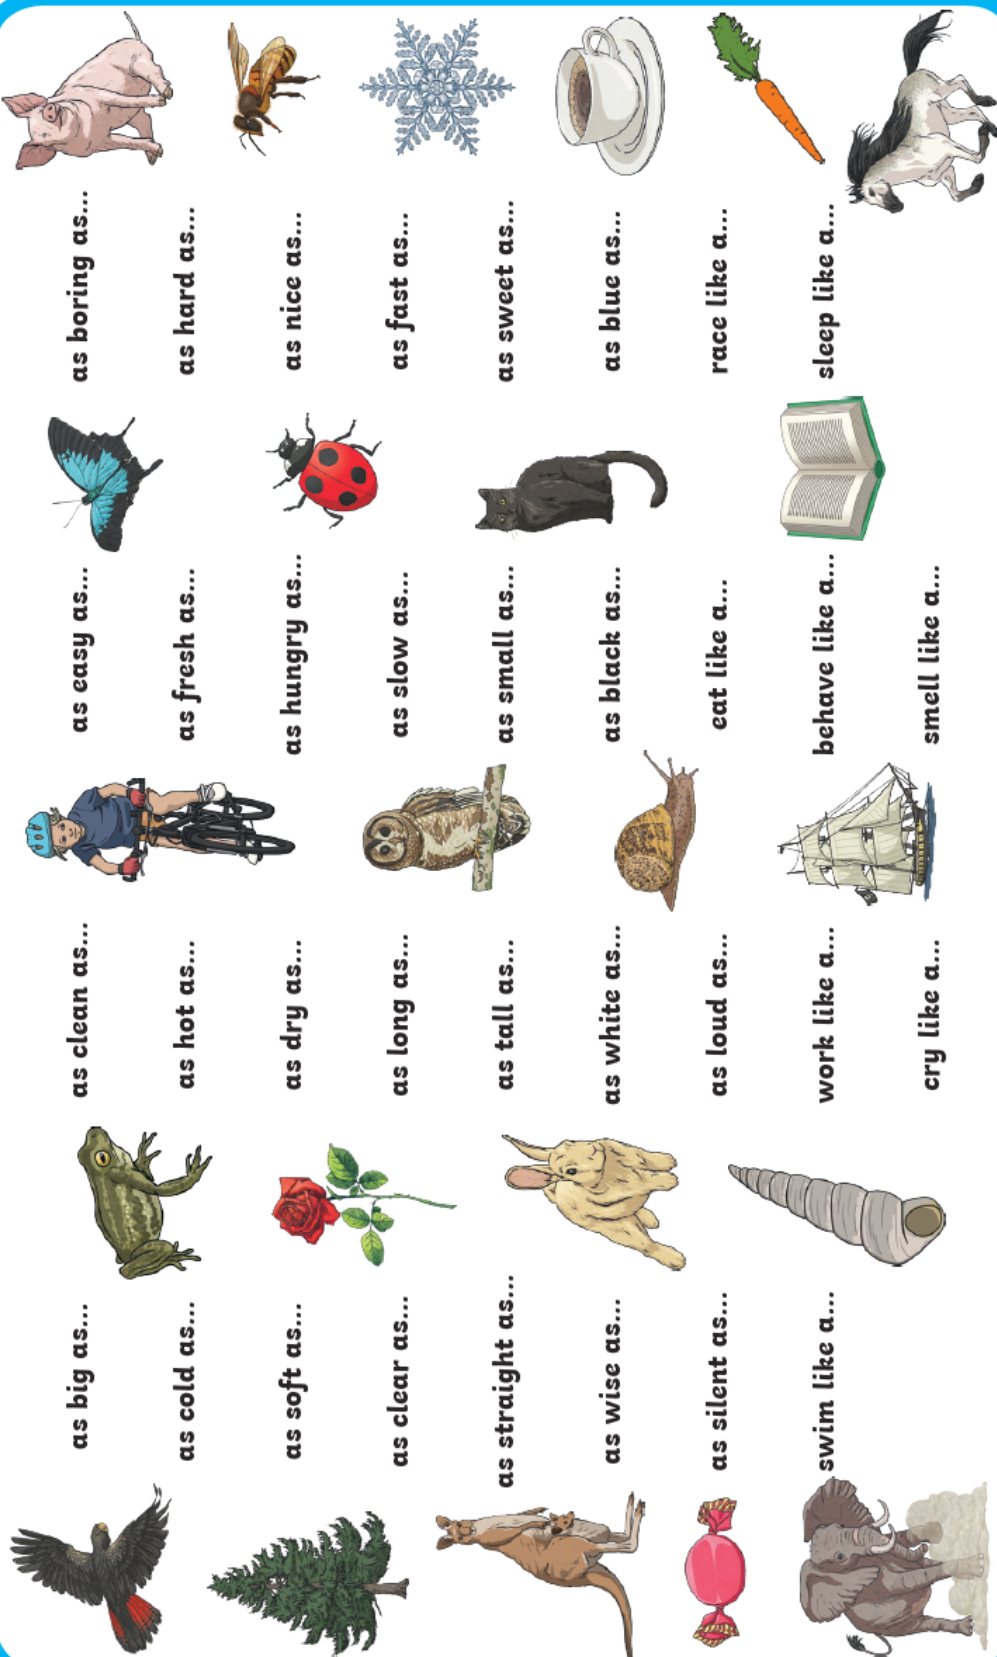 as big as... as clean as... as easy as... as boring as...
as cold as... as hot as... as fresh as... as hard as...
as soft as... as dry as... as hungry as... as nice as...
as clear as... as long as... as slow as... as fast as...
as straight as... as tall as... as small as... as sweet as...
as wise as... as white as... as black as... as blue as...
as silent as... as loud as... eat like a... race like a...
swim like a... work like a... behave like a... sleep like a...
cry like a... smell like a...